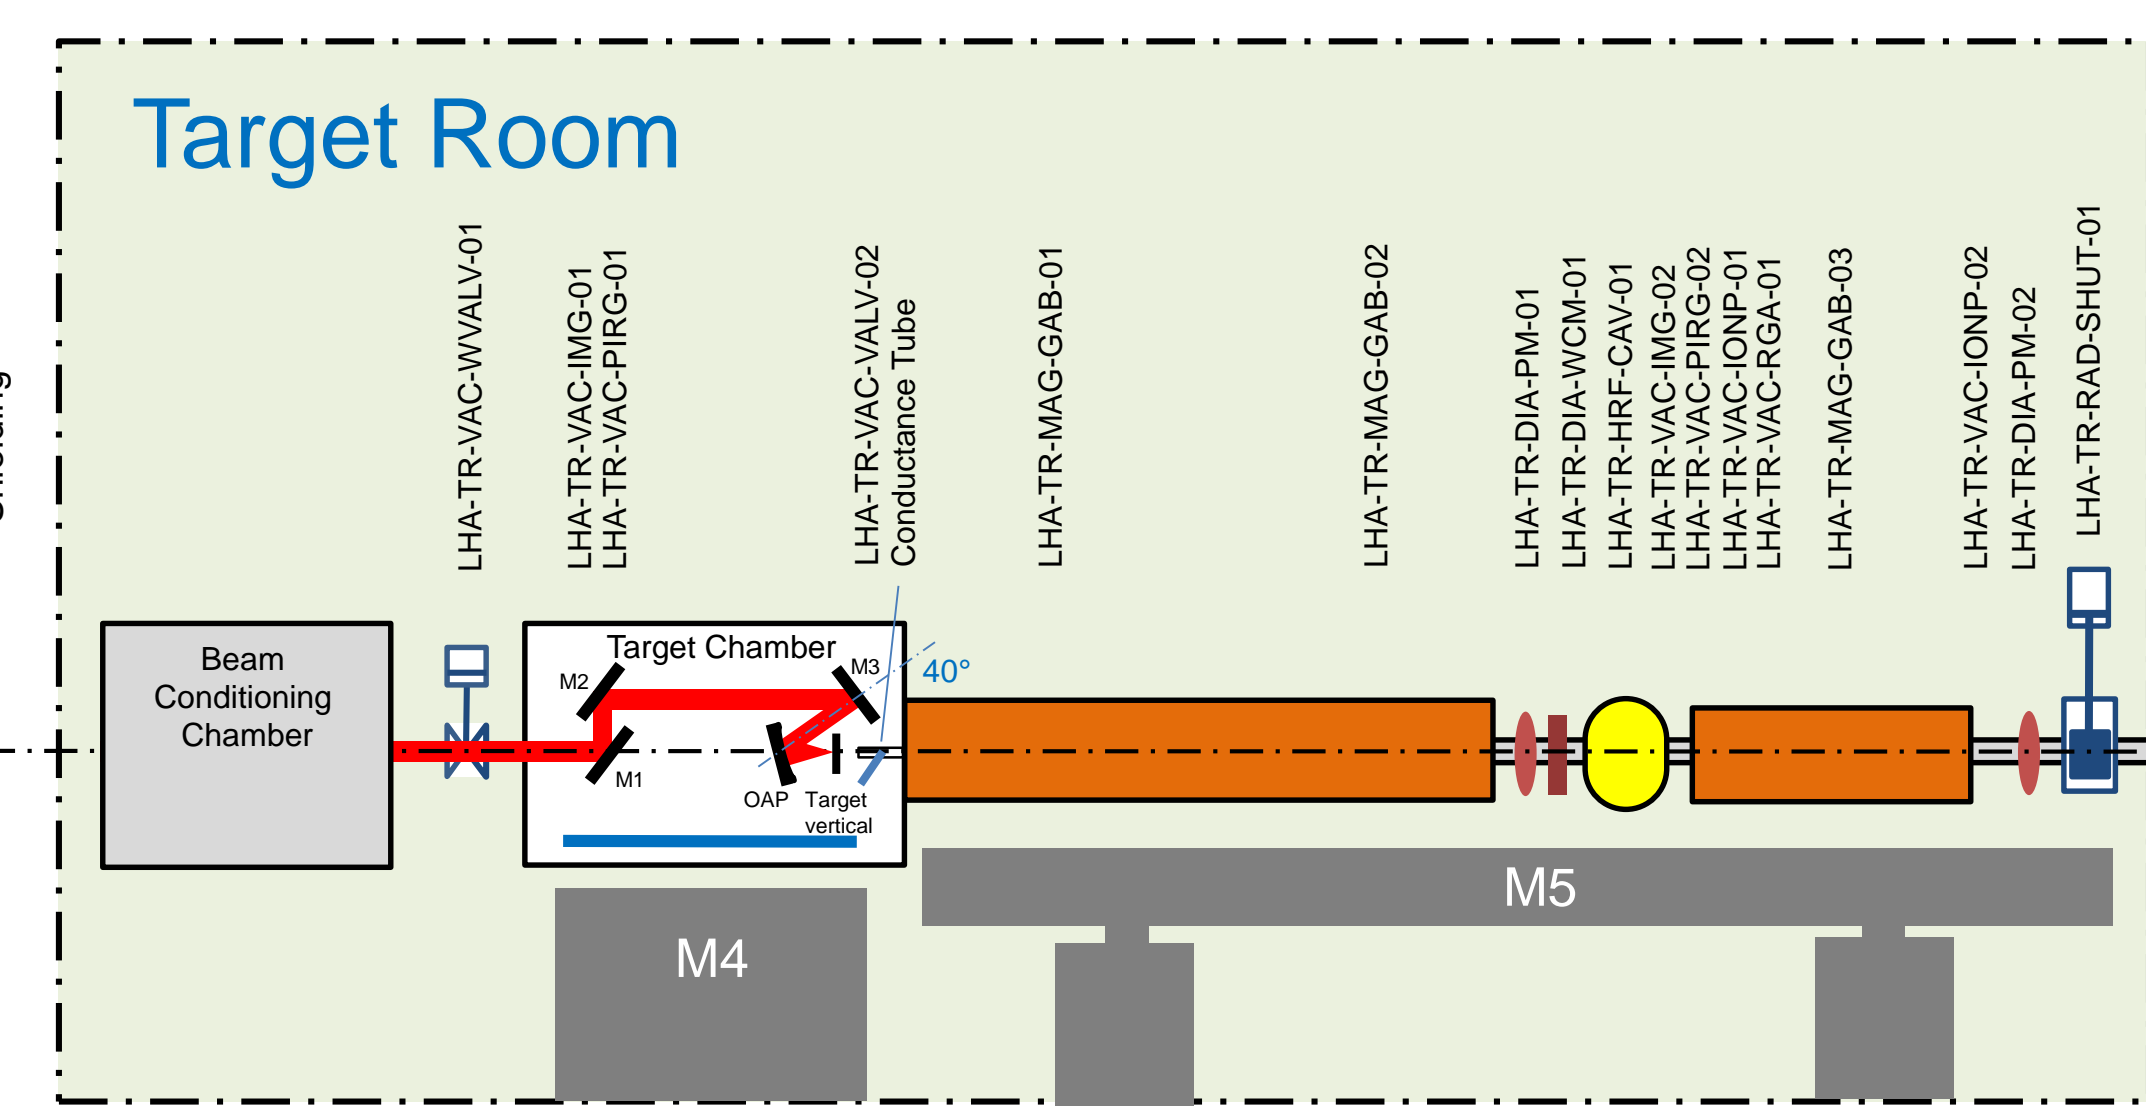 Target Room
LHA-TR-VAC-WVALV-01
LHA-TR-VAC-IMG-01
LHA-TR-VAC-PIRG-01
LHA-TR-VAC-VALV-02
Conductance Tube
LHA-TR-MAG-GAB-01
LHA-TR-MAG-GAB-02
LHA-TR-DIA-PM-01
LHA-TR-DIA-WCM-01
LHA-TR-HRF-CAV-01
LHA-TR-VAC-IMG-02
LHA-TR-VAC-PIRG-02
LHA-TR-VAC-IONP-01
LHA-TR-VAC-RGA-01
LHA-TR-MAG-GAB-03
LHA-TR-VAC-IONP-02
LHA-TR-DIA-PM-02
LHA-TR-RAD-SHUT-01
Beam
Conditioning
Chamber
Target Chamber
M2
M3
40°
M1
OAP
Target
vertical
M5
M4